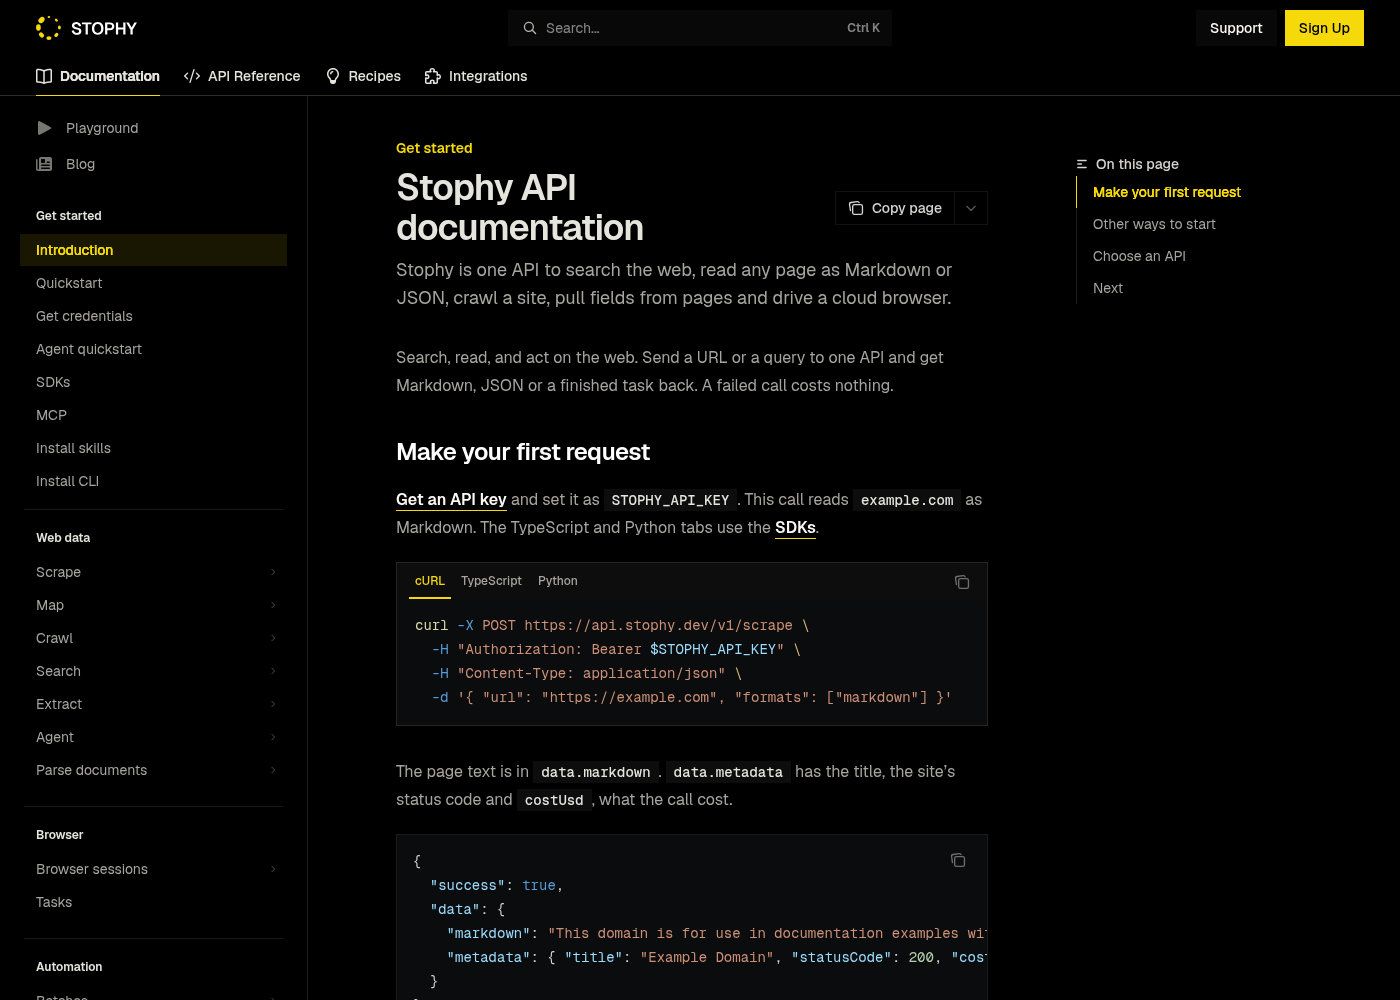 STOPHY
Search...
Ctrl K
Support
Sign Up
Documentation
API Reference
Recipes
Integrations
Playground
Blog
Get started
Introduction
Quickstart
Get credentials
Agent quickstart
SDKs
MCP
Install skills
Install CLI
Web data
Scrape
Map
Crawl
Search
Extract
Agent
Parse documents
Browser
Browser sessions
Tasks
Automation
Batches
Get started
Stophy API
documentation
Copy page
Stophy is one API to search the web, read any page as Markdown or
JSON, crawl a site, pull fields from pages and drive a cloud browser.
Search, read, and act on the web. Send a URL or a query to one API and get
Markdown, JSON or a finished task back. A failed call costs nothing.
Make your first request
Get an API key and set it as STOPHY_API_KEY. This call reads example.com as
Markdown. The TypeScript and Python tabs use the SDKs.
cURL
TypeScript
Python
curl -X POST https://api.stophy.dev/v1/scrape \
-H "Authorization: Bearer $STOPHY_API_KEY" \
-H "Content-Type: application/json" \
-d '{ "url": "https://example.com", "formats": ["markdown"] }'
The page text is in data.markdown. data.metadata has the title, the site's
status code and costUsd, what the call cost.
{
"success": true,
"data": {
"markdown": "This domain is for use in documentation examples wi
"metadata": { "title": "Example Domain", "statusCode": 200, "cos
}
On this page
Make your first request
Other ways to start
Choose an API
Next